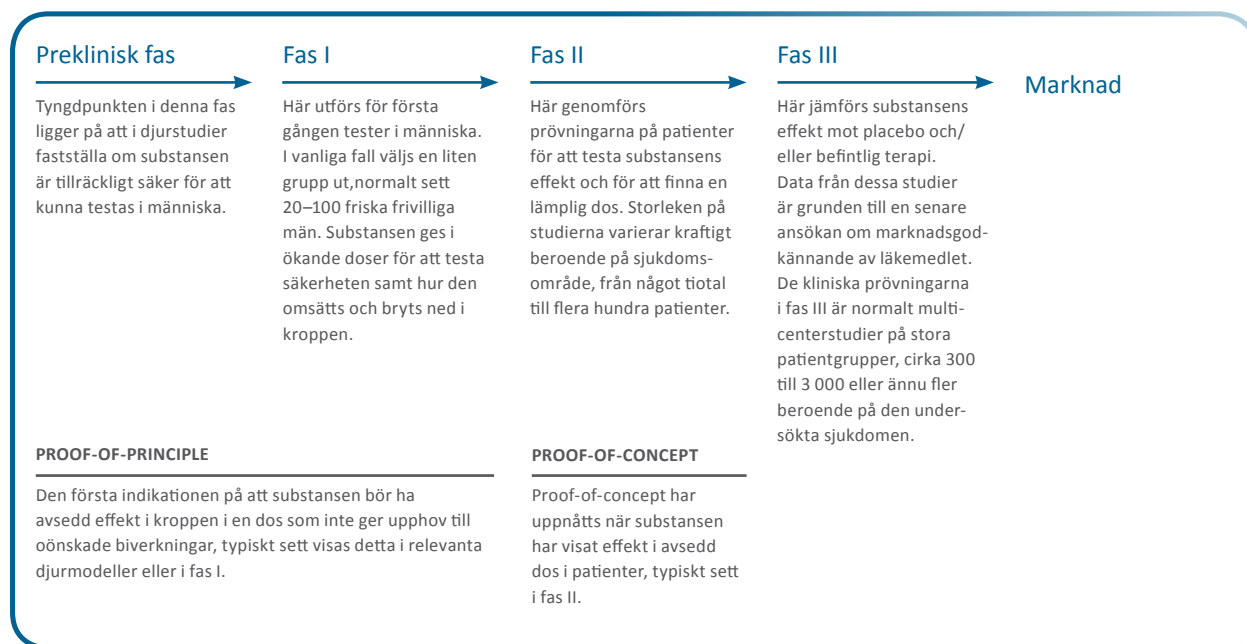 Preklinisk fas
Tyngdpunkten i denna fas
ligger på att i djurstudier
fastställa om substansen
är tillräckligt säker för att
kunna testas i människa.
Fas I
Här utförs för första
gången tester i människa.
I vanliga fall väljs en liten
grupp ut,normalt sett
20–100 friska frivilliga
män. Substansen ges i
ökande doser för att testa
säkerheten samt hur den
omsätts och bryts ned i
kroppen.
Fas II
Här genomförs
prövningarna på patienter
för att testa substansens
effekt och för att finna en
lämplig dos. Storleken på
studierna varierar kraftigt
beroende på sjukdoms-
område, från något tiotal
till flera hundra patienter.
Fas III
Här jämförs substansens
effekt mot placebo och/
eller befintlig terapi.
Data från dessa studier
är grunden till en senare
ansökan om marknadsgod-
kännande av läkemedlet.
De kliniska prövningarna
i fas III är normalt multi-
centerstudier på stora
patientgrupper, cirka 300
till 3 000 eller ännu fler
beroende på den under-
sökta sjukdomen.
Marknad
PROOF-OF-PRINCIPLE
Den första indikationen på att substansen bör ha
avsedd effekt i kroppen i en dos som inte ger upphov till
oönskade biverkningar, typiskt sett visas detta i relevanta
djurmodeller eller i fas I.
PROOF-OF-CONCEPT
Proof-of-concept har
uppnåtts när substansen
har visat effekt i avsedd
dos i patienter, typiskt sett
i fas II.